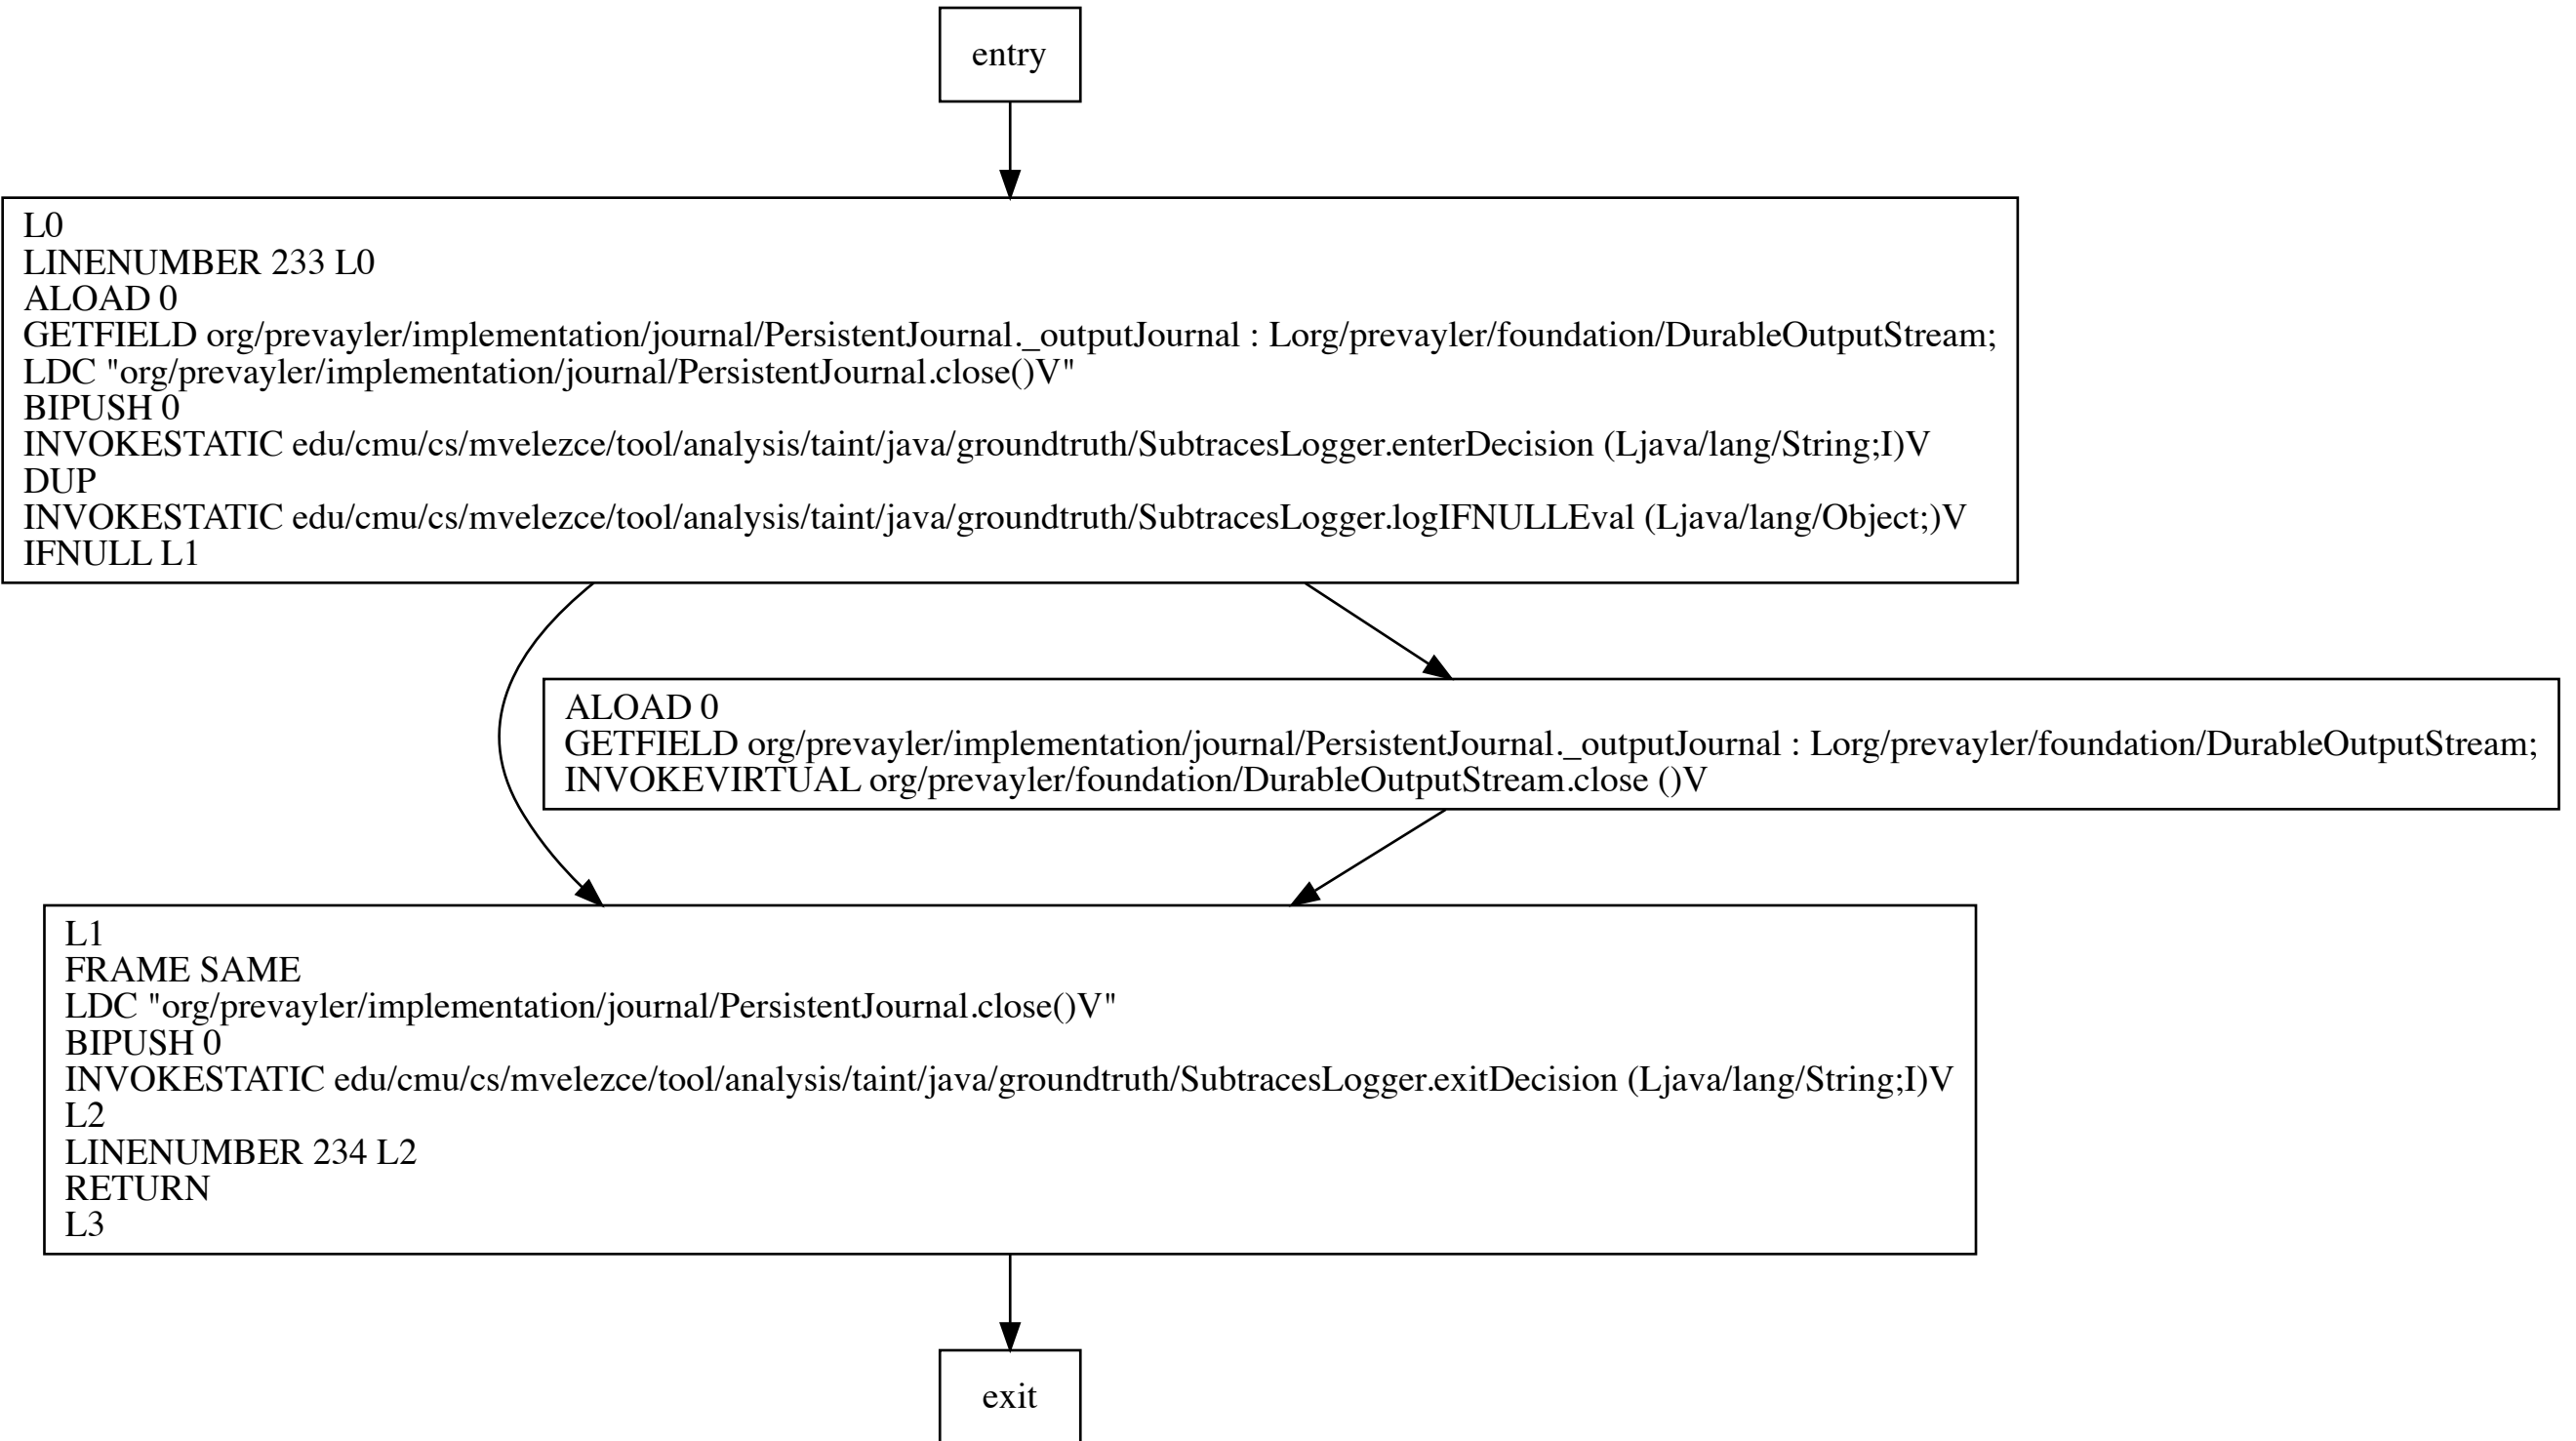 entry
L0
LINENUMBER 233 L0
ALOAD 0
GETFIELD org/prevayler/implementation/journal/PersistentJournal._outputJournal : Lorg/prevayler/foundation/DurableOutputStream;
LDC "org/prevayler/implementation/journal/PersistentJournal.close()V"
BIPUSH 0
INVOKESTATIC edu/cmu/cs/mvelezce/tool/analysis/taint/java/groundtruth/SubtracesLogger.enterDecision (Ljava/lang/String;I)V
DUP
INVOKESTATIC edu/cmu/cs/mvelezce/tool/analysis/taint/java/groundtruth/SubtracesLogger.logIFNULLEval (Ljava/lang/Object;)V
IFNULL L1
ALOAD 0
GETFIELD org/prevayler/implementation/journal/PersistentJournal._outputJournal : Lorg/prevayler/foundation/DurableOutputStream;
INVOKEVIRTUAL org/prevayler/foundation/DurableOutputStream.close ()V
L1
FRAME SAME
LDC "org/prevayler/implementation/journal/PersistentJournal.close()V"
BIPUSH 0
INVOKESTATIC edu/cmu/cs/mvelezce/tool/analysis/taint/java/groundtruth/SubtracesLogger.exitDecision (Ljava/lang/String;I)V
L2
LINENUMBER 234 L2
RETURN
L3
exit